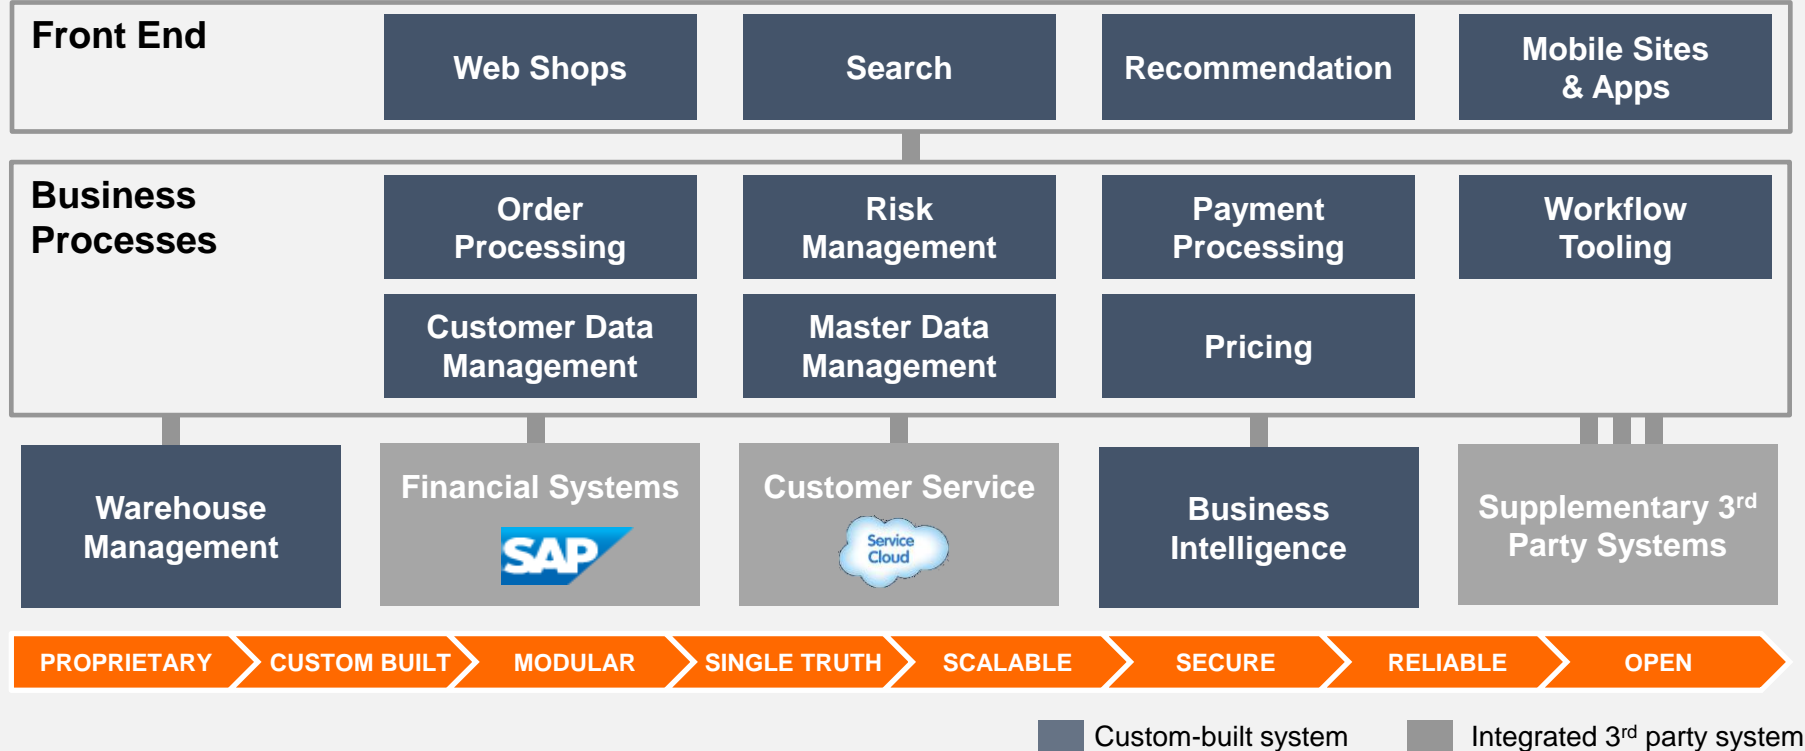 Front End
Web Shops
Search
Recommendation
Mobile Sites
& Apps
Business
Processes
Order
Processing
Risk
Management
Payment
Processing
Workflow
Tooling
Customer Data
Management
Master Data
Management
Pricing
Warehouse
Management
Financial Systems
SAP
Customer Service
Service
Cloud
Business
Intelligence
Supplementary 3rd
Party Systems
PROPRIETARY
CUSTOM BUILT
MODULAR
SINGLE TRUTH
SCALABLE
SECURE
RELIABLE
OPEN
Custom-built system
Integrated 3rd party system